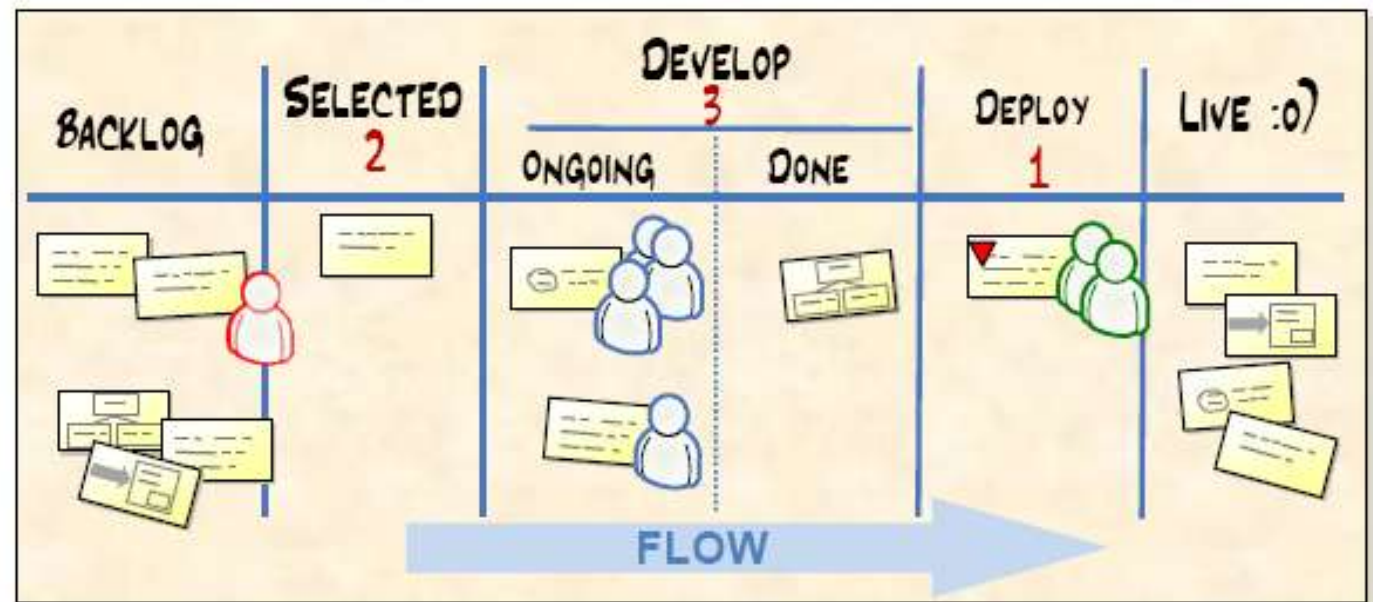 BACKLOG
SELECTED
2
DEVELOP
3
ONGOING
DONE
DEPLOY
1
LIVE :o)
FLOW